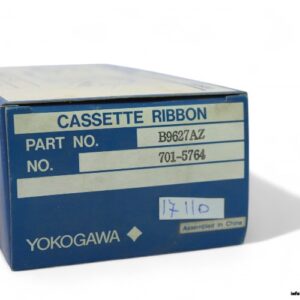 CASSETTE RIBBON
PART NO. B9627AZ
NO. 701-5764
17110
Assembled in China
YOKOGAWA